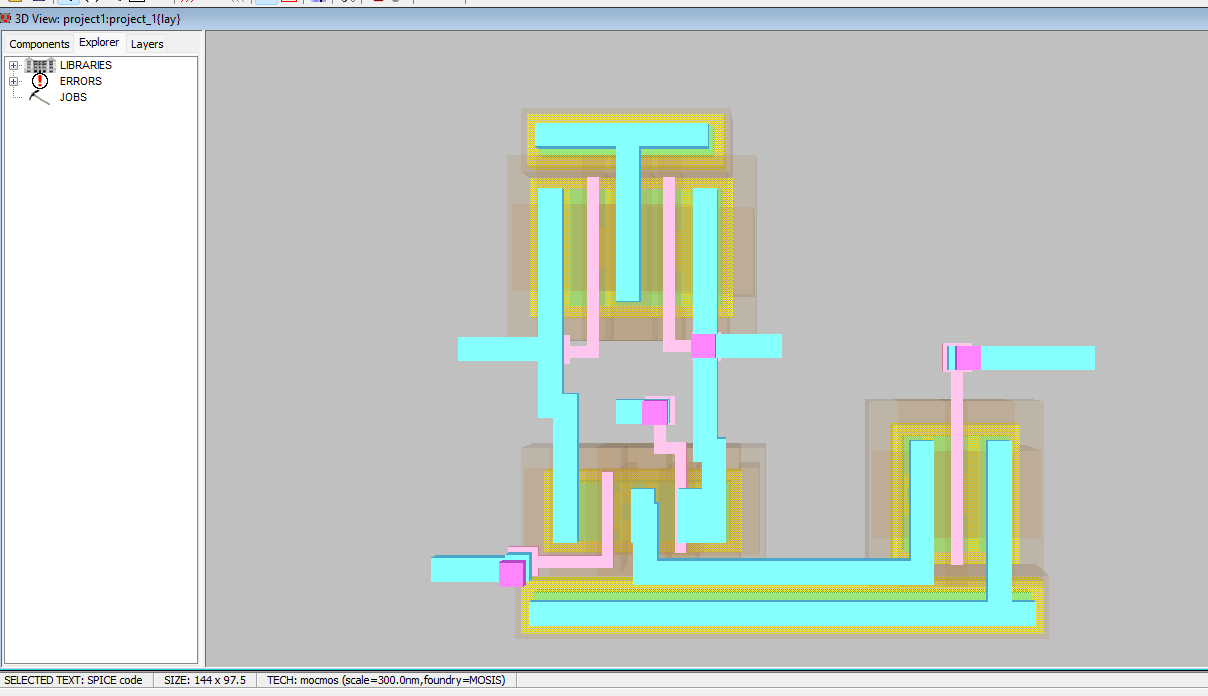 3D View: project1:project_1{lay}
Components Explorer Layers
LIBRARIES
ERRORS
JOBS
SELECTED TEXT: SPICE code SIZE: 144 x 97.5 TECH: mocmos (scale=300.0nm,foundry=MOSIS)